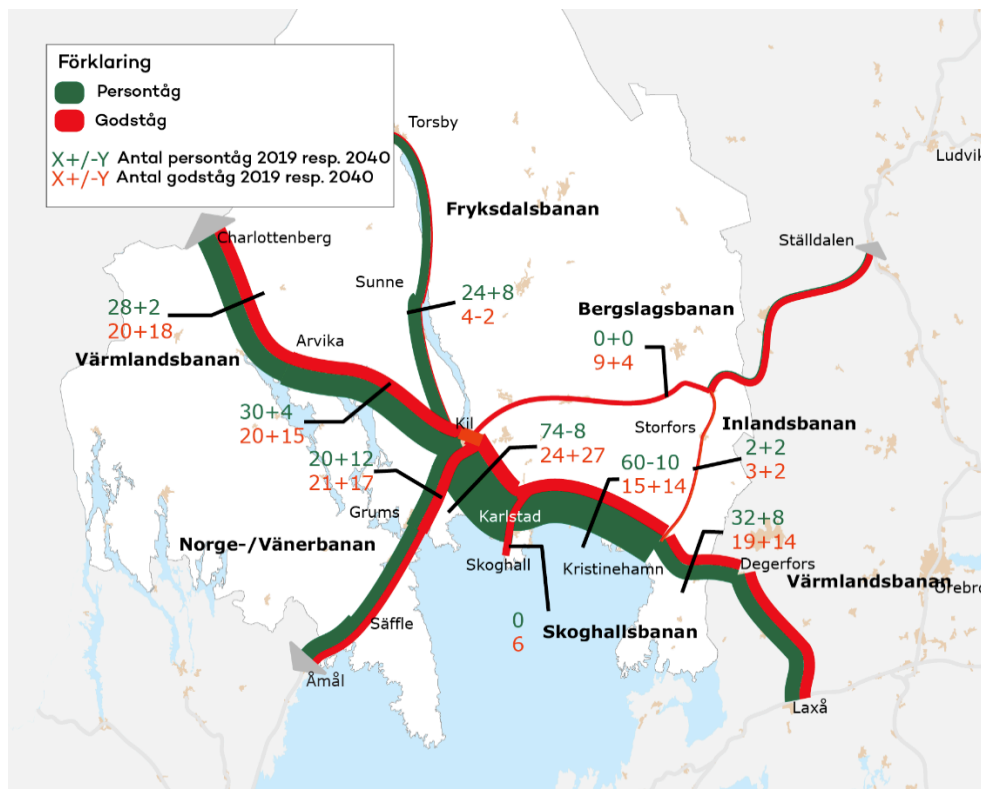 Förklaring
Persontåg
Godståg
X+/-Y Antal persontåg 2019 resp. 2040
X+/-Y Antal godståg 2019 resp. 2040
Torsby
Ludvik
Fryksdalsbanan
Charlottenberg
Ställdalen
Sunne
24+8
4-2
28+2
20+18
Bergslagsbanan
0+0
9+4
Arvika
Värmlandsbanan
30+4
20+15
Kil
Storfors
Inlandsbanan
2+2
3+2
74-8
24+27
20+12
21+17
60-10
15+14
Grums
Karlstad
32+8
19+14
Norge-/Vänerbanan
Skoghall
Kristinehamn
Degerfors
Värmlandsbanan
Örebro
Säffle
0
6
Skoghallsbanan
Åmål
Laxå